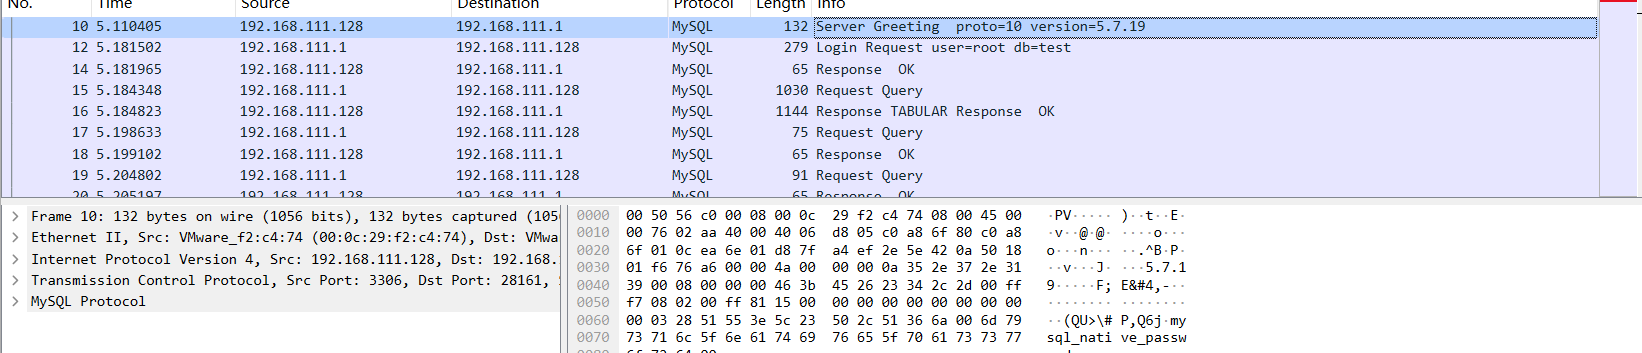 No. Time Source Destination Protocol Length Info
10 5.110405 192.168.111.128 192.168.111.1 MySQL 132 Server Greeting proto=10 version=5.7.19
12 5.181502 192.168.111.1 192.168.111.128 MySQL 279 Login Request user=root db=test
14 5.181965 192.168.111.128 192.168.111.1 MySQL 65 Response OK
15 5.184348 192.168.111.1 192.168.111.128 MySQL 1030 Request Query
16 5.184823 192.168.111.128 192.168.111.1 MySQL 1144 Response TABULAR Response OK
17 5.198633 192.168.111.1 192.168.111.128 MySQL 75 Request Query
18 5.199102 192.168.111.128 192.168.111.1 MySQL 65 Response OK
19 5.204802 192.168.111.1 192.168.111.128 MySQL 91 Request Query
20 5.205197 192.168.111.128 192.168.111.1 MySQL 65 Response OK
Frame 10: 132 bytes on wire (1056 bits), 132 bytes captured (105
Ethernet II, Src: VMware_f2:c4:74 (00:0c:29:f2:c4:74), Dst: VMwa
Internet Protocol Version 4, Src: 192.168.111.128, Dst: 192.168.
Transmission Control Protocol, Src Port: 3306, Dst Port: 28161,
MySQL Protocol
0000 00 50 56 c0 00 08 00 0c 29 f2 c4 74 08 00 45 00 ·PV····· )··t··E·
0010 00 76 02 aa 40 00 40 06 d8 05 c0 a8 6f 80 c0 a8 ·v··@·@· ····o···
0020 6f 01 0c ea 6e 01 d8 7f a4 ef 2e 5e 42 0a 50 18 o···n··· ··.^B·P·
0030 01 f6 76 a6 00 00 4a 00 00 00 0a 35 2e 37 2e 31 ··v···J· ···5.7.1
0040 39 00 08 00 00 00 46 3b 45 26 23 34 2c 2d 00 ff 9·····F; E&#4,-··
0050 f7 08 02 00 ff 81 15 00 00 00 00 00 00 00 00 00 ········ ········
0060 00 03 28 51 55 3e 5c 23 50 2c 51 36 6a 00 6d 79 ··(QU>\# P,Q6j·my
0070 73 71 6c 5f 6e 61 74 69 76 65 5f 70 61 73 73 77 sql_nati ve_passw
0080 6f 72 64 00